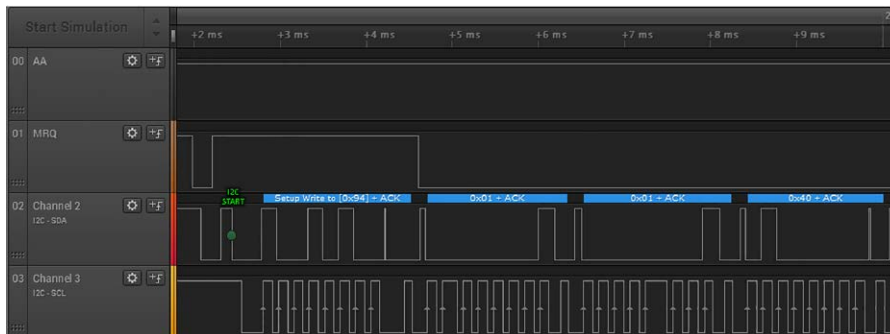 Start Simulation
+2 ms +3 ms +4 ms +5 ms +6 ms +7 ms +8 ms +9 ms
00 AA
01 MRQ
I2C
START
Setup Write to [0x94] + ACK 0x01 + ACK 0x01 + ACK 0x40 + ACK
02 Channel 2
I2C - SDA
03 Channel 3
I2C - SCL